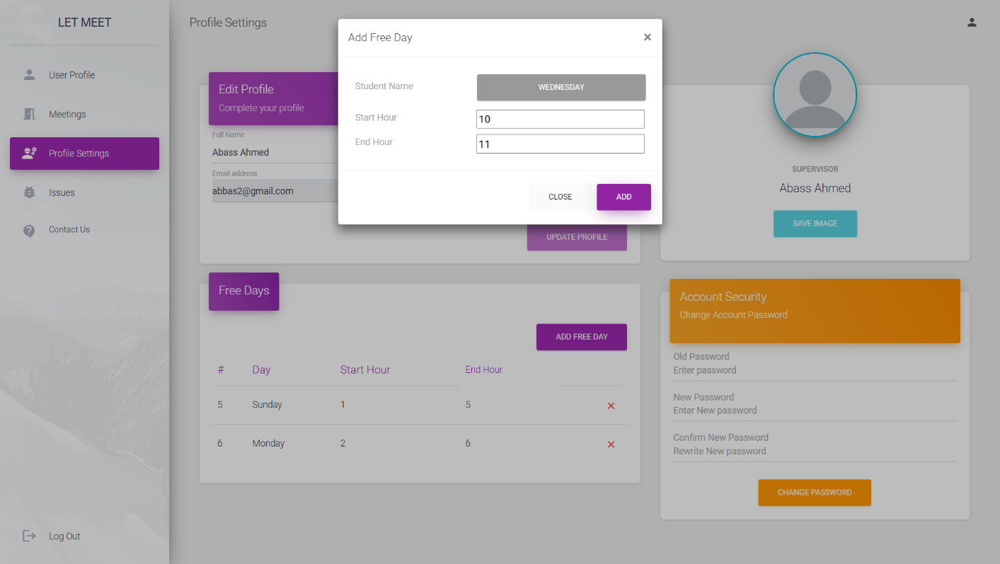 LET MEET
User Profile
Meetings
Profile Settings
Issues
Contact Us
Log Out
Profile Settings
Add Free Day
×
Student Name
WEDNESDAY
Start Hour
10
End Hour
11
CLOSE
ADD
Edit Profile
Complete your profile
Full Name
Abass Ahmed
Email address
abbas2@gmail.com
UPDATE PROFILE
SUPERVISOR
Abass Ahmed
SAVE IMAGE
Free Days
ADD FREE DAY
# Day Start Hour End Hour
5 Sunday 1 5
6 Monday 2 6
Account Security
Change Account Password
Old Password
Enter password
New Password
Enter New password
Confirm New Password
Rewrite New password
CHANGE PASSWORD